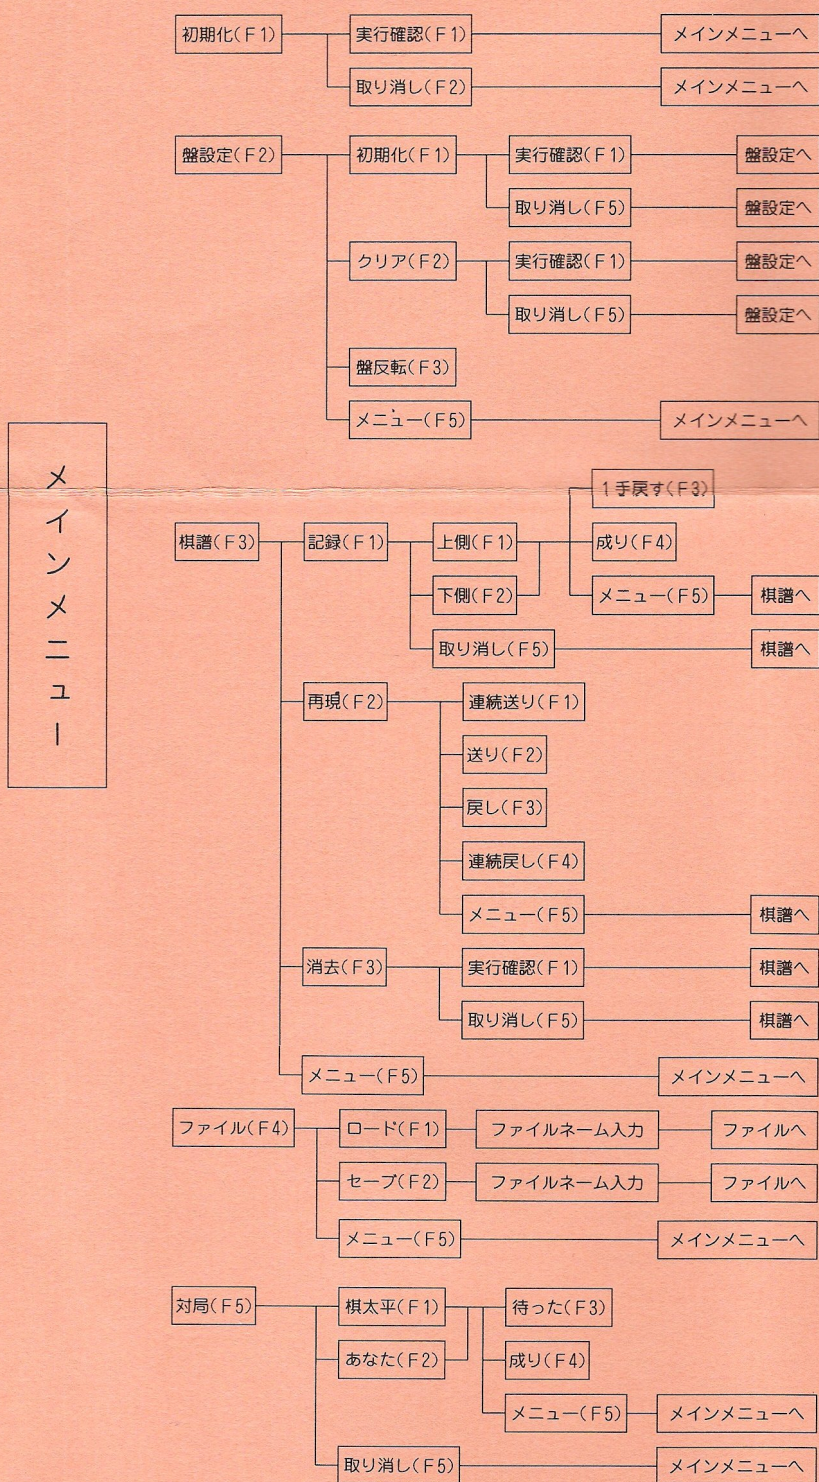 メインメニュー
初期化(F1) 実行確認(F1) メインメニューへ
取り消し(F2) メインメニューへ
盤設定(F2) 初期化(F1) 実行確認(F1) 盤設定へ
取り消し(F5) 盤設定へ
クリア(F2) 実行確認(F1) 盤設定へ
取り消し(F5) 盤設定へ
盤反転(F3)
メニュー(F5) メインメニューへ
1手戻す(F3)
棋譜(F3) 記録(F1) 上側(F1) 成り(F4)
下側(F2) メニュー(F5) 棋譜へ
取り消し(F5) 棋譜へ
再現(F2) 連続送り(F1)
送り(F2)
戻し(F3)
連続戻し(F4)
メニュー(F5) 棋譜へ
消去(F3) 実行確認(F1) 棋譜へ
取り消し(F5) 棋譜へ
メニュー(F5) メインメニューへ
ファイル(F4) ロード(F1) ファイルネーム入力 ファイルへ
セーブ(F2) ファイルネーム入力 ファイルへ
メニュー(F5) メインメニューへ
対局(F5) 棋太平(F1) 待った(F3)
あなた(F2) 成り(F4)
メニュー(F5) メインメニューへ
取り消し(F5) メインメニューへ